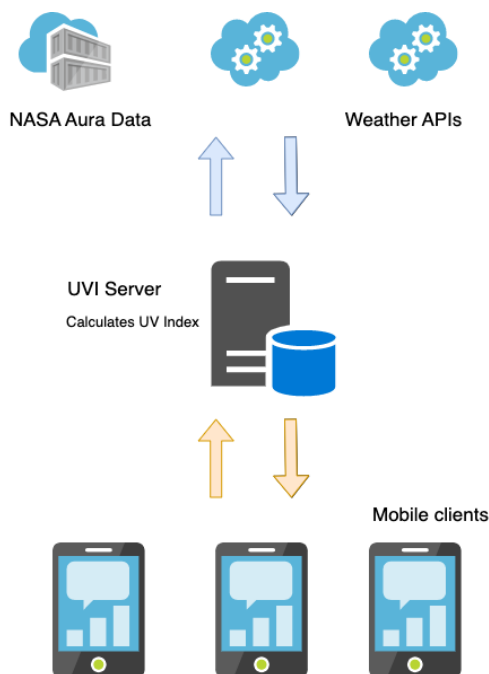 NASA Aura Data
Weather APIs
UVI Server
Calculates UV Index
Mobile clients